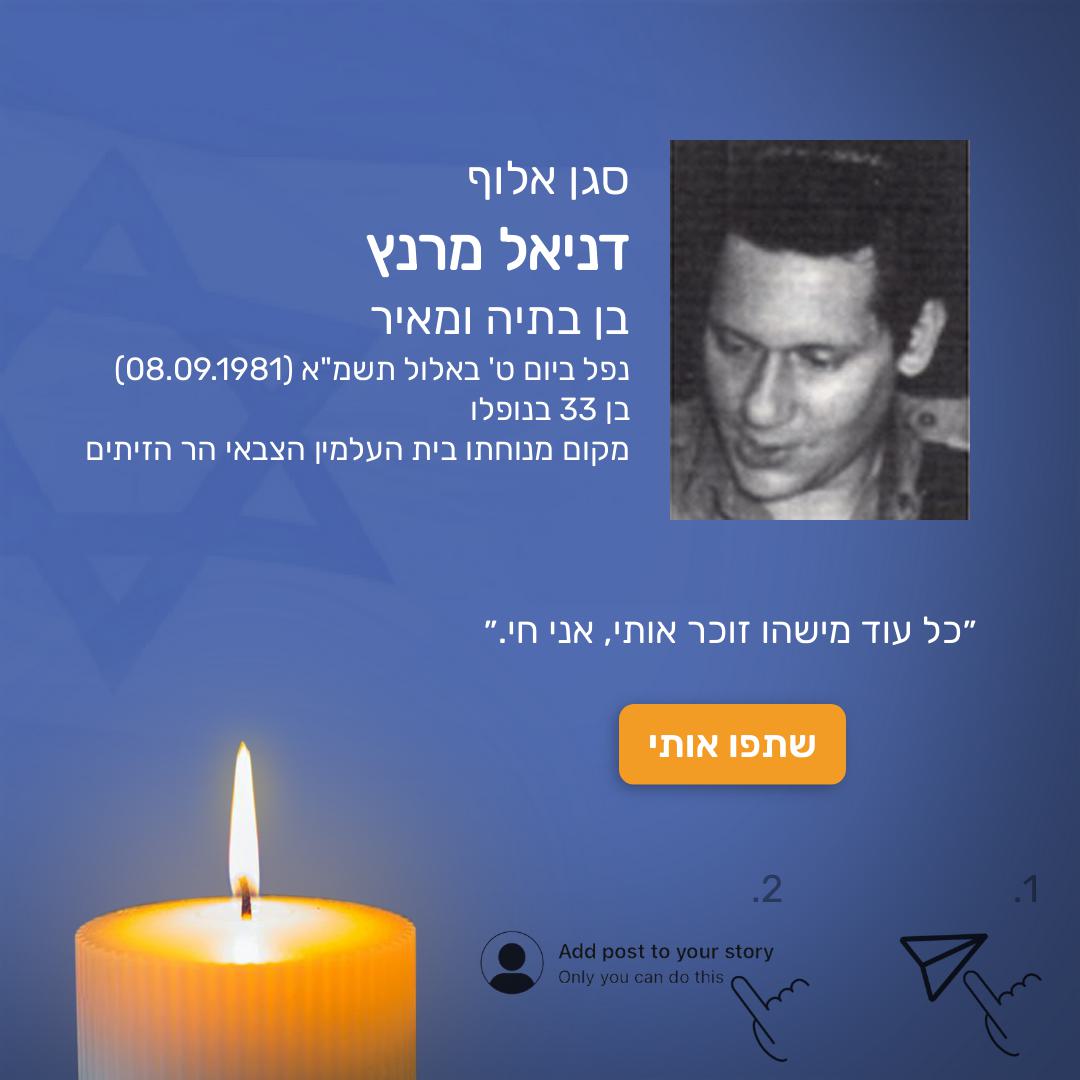 סגן אלוף
דניאל מרנץ
בן בתיה ומאיר
נפל ביום ט' באלול תשמ"א (08.09.1981)
בן 33 בנופלו
מקום מנוחתו בית העלמין הצבאי הר הזיתים
״כל עוד מישהו זוכר אותי, אני חי.״
שתפו אותי
.1
.2
Add post to your story
Only you can do this